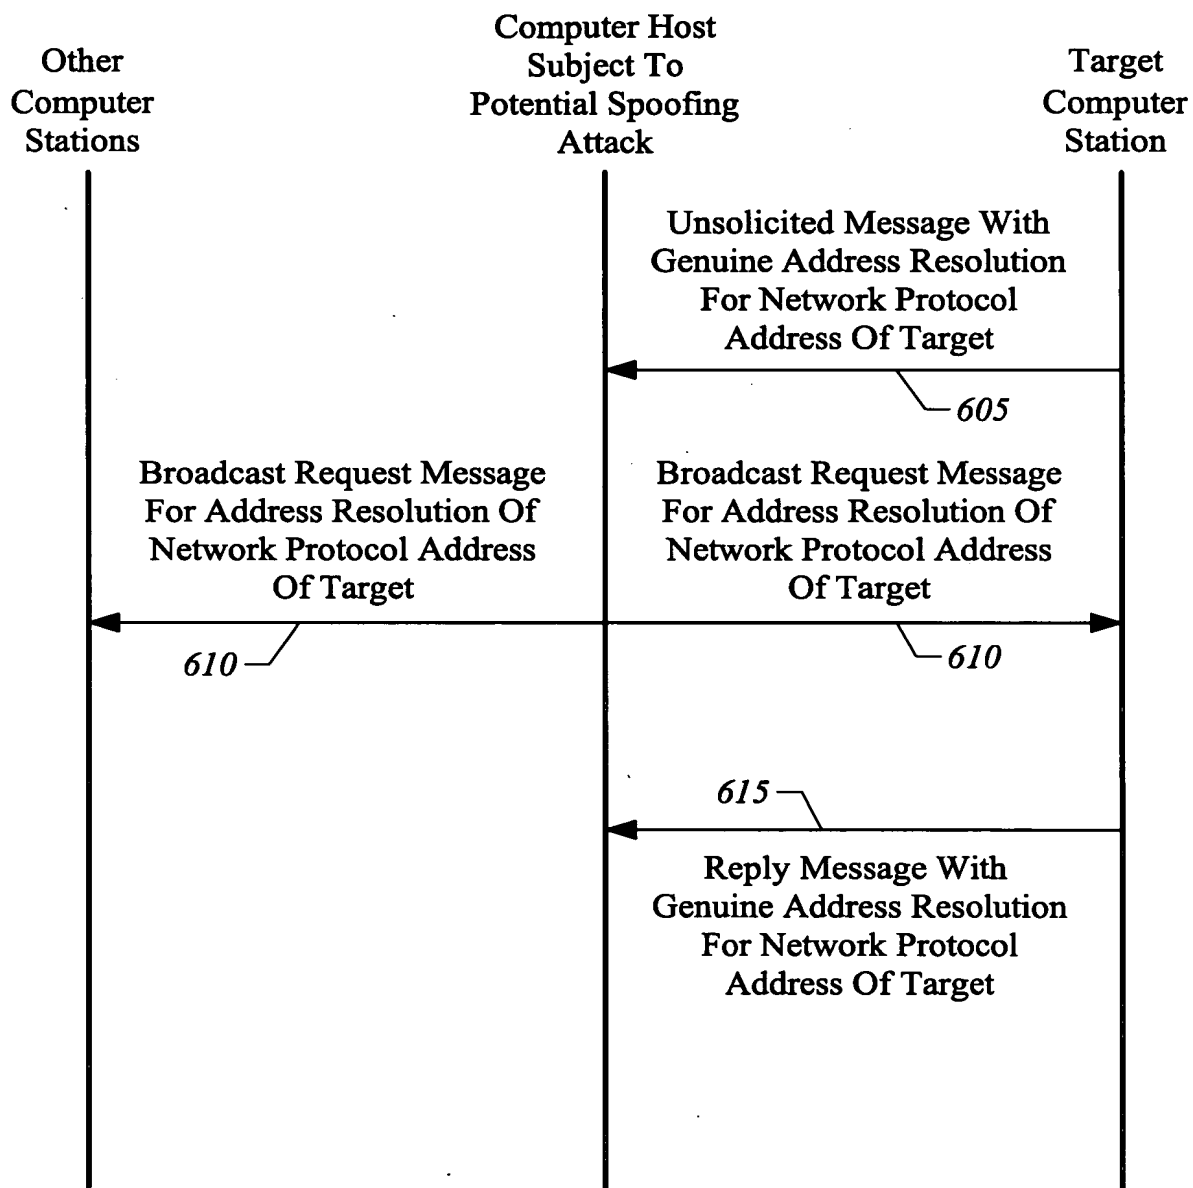 Other
Computer
Stations
Computer Host
Subject To
Potential Spoofing
Attack
Target
Computer
Station
Unsolicited Message With
Genuine Address Resolution
For Network Protocol
Address Of Target
605
Broadcast Request Message
For Address Resolution Of
Network Protocol Address
Of Target
Broadcast Request Message
For Address Resolution Of
Network Protocol Address
Of Target
610
610
615
Reply Message With
Genuine Address Resolution
For Network Protocol
Address Of Target